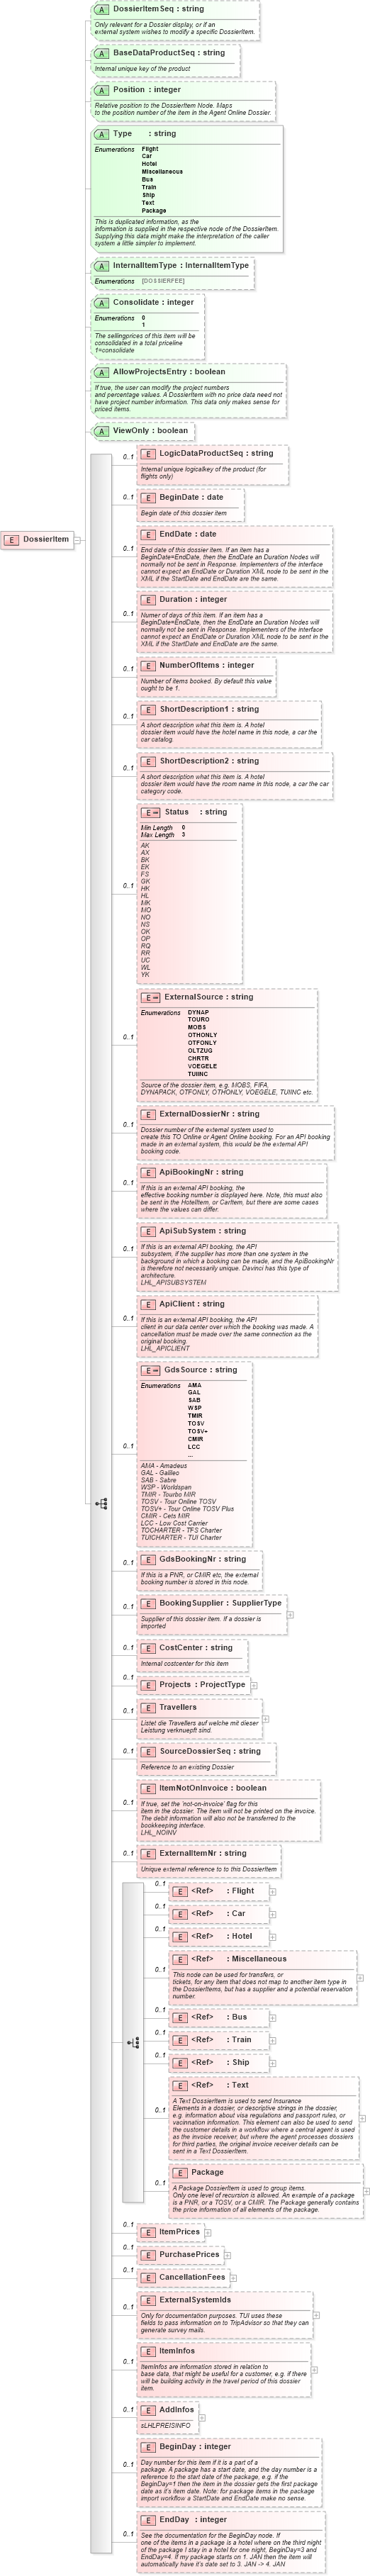 A DossierItemSeq : string
Only relevant for a Dossier display, or if an
external system wishes to modify a specific DossierItem.
A BaseDataProductSeq : string
Internal unique key of the product
A Position : integer
Relative position to the DossierItem Node. Maps
to the position number of the item in the Agent Online Dossier.
A Type : string
Enumerations Flight
Car
Hotel
Miscellaneous
Bus
Train
Ship
Text
Package
This is duplicated information, as the
information is supplied in the respective node of the DossierItem.
Supplying this data might make the interpretation of the caller
system a little simpler to implement.
A InternalItemType : InternalItemType
Enumerations [DOSSIERFEE]
A Consolidate : integer
Enumerations 0
1
The sellingprices of this item will be
consolidated in a total priceline
1=consolidate
A AllowProjectsEntry : boolean
If true, the user can modify the project numbers
and percentage values. A DossierItem with no price data need not
have project number information. This data only makes sense for
priced items.
A ViewOnly : boolean
E DossierItem
0..1 E LogicDataProductSeq : string
Internal unique logicalkey of the product (for
flights only)
0..1 E BeginDate : date
Begin date of this dossier item
0..1 E EndDate : date
End date of this dossier item. If an item has a
BeginDate=EndDate, then the EndDate an Duration Nodes will
normally not be sent in Response. Implementers of the interface
cannot expect an EndDate or Duration XML node to be sent in the
XML if the StartDate and EndDate are the same.
0..1 E Duration : integer
Numer of days of this item. If an item has a
BeginDate=EndDate, then the EndDate an Duration Nodes will
normally not be sent in Response. Implementers of the interface
cannot expect an EndDate or Duration XML node to be sent in the
XML if the StartDate and EndDate are the same.
0..1 E NumberOfItems : integer
Number of items booked. By default this value
ought to be 1.
0..1 E ShortDescription1 : string
A short description what this item is. A hotel
dossier item would have the hotel name in this node, a car the
car catalog.
0..1 E ShortDescription2 : string
A short description what this item is. A hotel
dossier item would have the room name in this node, a car the car
category code.
0..1 E Status : string
Min Length 0
Max Length 3
AK
AX
BK
EK
FS
GK
HK
HL
MK
MO
NO
NS
OK
OP
RQ
RR
UC
WL
YK
0..1 E ExternalSource : string
Enumerations DYNAP
TOURO
MOBS
OTHONLY
OTFONLY
OLTZUG
CHRTR
VOEGELE
TUIINC
Source of the dossier item, e.g. MOBS, FIFA,
DYNAPACK, OTFONLY, OTHONLY, VOEGELE, TUIINC etc.
0..1 E ExternalDossierNr : string
Dossier number of the external system used to
create this TO Online or Agent Online booking. For an API booking
made in an external system, this would be the external API
booking code.
0..1 E ApiBookingNr : string
If this is an external API booking, the
effective booking number is displayed here. Note, this must also
be sent in the HotelItem, or CarItem, but there are some cases
where the values can differ.
0..1 E ApiSubSystem : string
If this is an external API booking, the API
subsystem, if the supplier has more than one system in the
background in which a booking can be made, and the ApiBookingNr
is therefore not necessarily unique. Danvoi has this type of
architecture.
LHL_APISUBSYSTEM
0..1 E ApiClient : string
If this is an external API booking, the API
client in our data center over which the booking was made. A
cancellation must be made over the same connection as the
original booking.
LHL_APICLIENT
0..1 E GdsSource : string
Enumerations AMA
GAL
SAB
WSP
TMIR
TOSV
TOSV+
CMIR
LCC
...
AMA - Amadeus
GAL - Galileo
SAB - Sabre
WSP - Worldspan
TMIR - Tourbo MIR
TOSV - Tour Online TOSV
TOSV+ - Tour Online TOSV Plus
CMIR - Cets MIR
LCC - Low Cost Carrier
TOCHARTER - TFS Charter
TUICHARTER - TUI Charter
0..1 E GdsBookingNr : string
If this is a PNR, or CMIR etc, the external
booking number is stored in this node.
0..1 E BookingSupplier : SupplierType
Supplier of this dossier item. If a dossier is
imported
0..1 E CostCenter : string
Internal costcenter for this item
0..1 E Projects : ProjectType
0..1 E Travellers
Listet die Travellers auf welche mit dieser
Leistung verknuepft sind.
0..1 E SourceDossierSeq : string
Reference to an existing Dossier
0..1 E ItemNotOnInvoice : boolean
If true, set the 'not-on-invoice' flag for this
item in the dossier. The item will not be printed on the invoice.
The debit information will also not be transferred to the
bookkeeping interface.
LHL_NOINV
0..1 E ExternalItemNr : string
Unique external reference to to this DossierItem
0..1 E <Ref> : Flight
0..1 E <Ref> : Car
0..1 E <Ref> : Hotel
0..1 E <Ref> : Miscellaneous
This node can be used for transfers, or
tickets, for any item that does not map to another item type in
the DossierItems, but has a supplier and a potential reservation
number.
0..1 E <Ref> : Bus
0..1 E <Ref> : Train
0..1 E <Ref> : Ship
0..1 E <Ref> : Text
A Text DossierItem is used to send Insurance
Elements in a dossier, or descriptive strings in the dossier,
e.g. information about visa regulations and passport rules, or
climate information. This element can also be used to send
the customer details in a workflow where a central agent is used
as the invoice receiver, but where the agent processes dossiers
for third parties, the original invoice receiver details can be
sent in a Text DossierItem.
0..1 E Package
A Package DossierItem is used to group items.
Only one level of recursion is allowed. An example of a package
is a PNR, or a TOSV, or a CMIR. The Package generally contains
the price information of all elements of the package.
0..1 E ItemPrices
0..1 E PurchasePrices
0..1 E CancellationFees
0..1 E ExternalSystemIds
Only for documentation purposes. TUI uses these
fields to pass information on to TripAdvisor so that they can
generate survey mails.
0..1 E ItemInfos
ItemInfos are information stored in relation to
base data, that might be useful for a customer, e.g. if there
will be building activity in the travel period of this dossier
item.
0..1 E AddInfos
sLHLPREISINFO
0..1 E BeginDay : integer
Day number for this item if it is a part of a
package. A package has a start date, and the day number is a
reference to the start date of the package, e.g. if the
BeginDay=1 then the item in the dossier gets the first package
date as it's item date. Note: for package items in the package
import workflow a StartDate and EndDate make no sense.
0..1 E EndDay : integer
See the documentation for the BeginDay node. If
one of the items in a package is a hotel where on the third night
of the package I stay in a hotel for one night, BeginDay=3 and
EndDay=4. If my package starts on 1. JAN then the item will
automatically have it's date set to 3. JAN -> 4. JAN